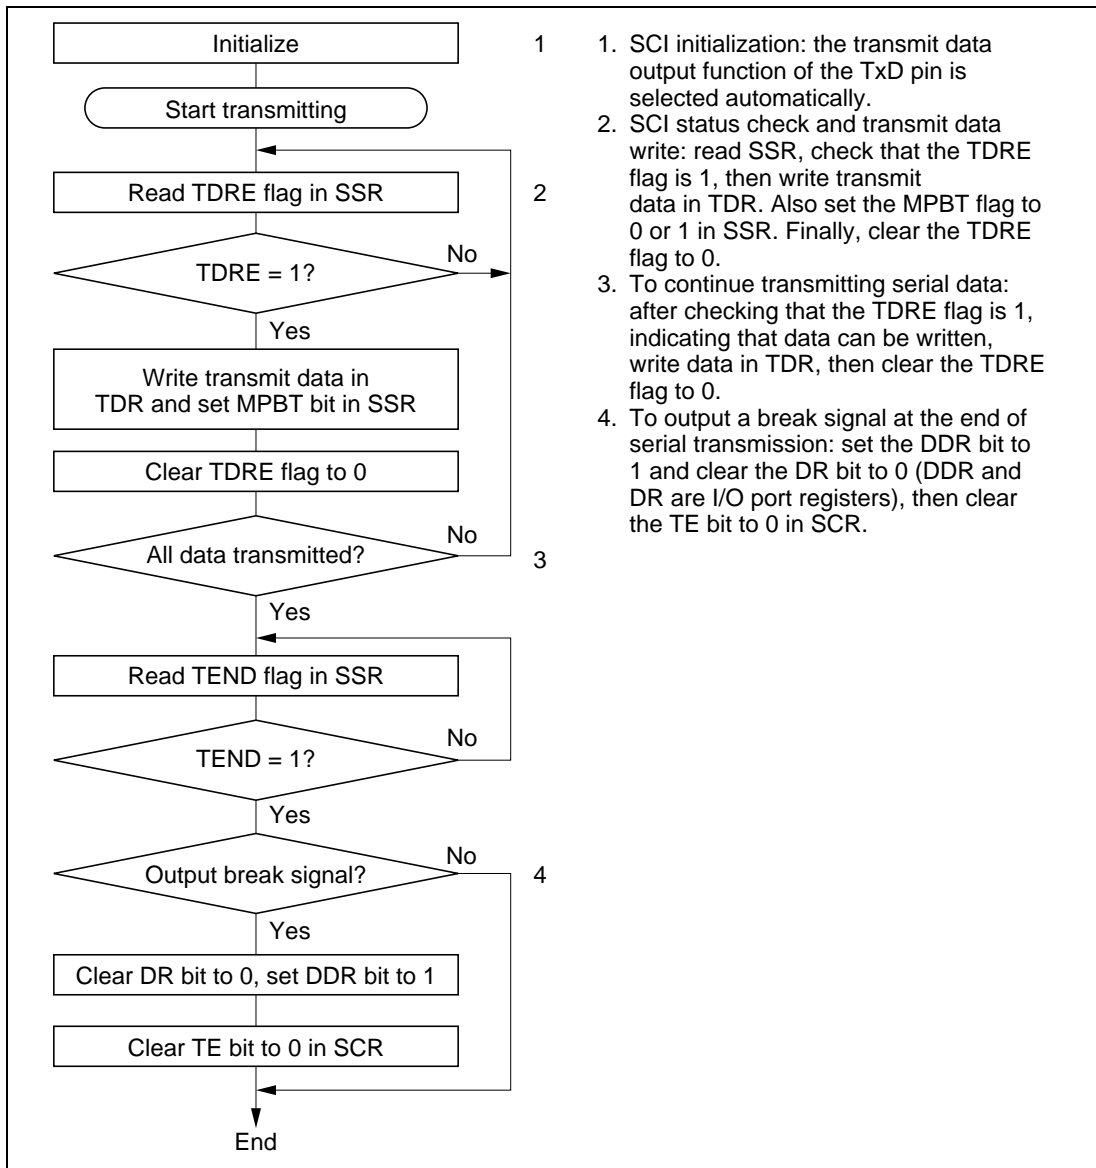 Initialize
1
Start transmitting
Read TDRE flag in SSR
2
TDRE = 1?
No
Yes
Write transmit data in
TDR and set MPBT bit in SSR
Clear TDRE flag to 0
All data transmitted?
No
3
Yes
Read TEND flag in SSR
TEND = 1?
No
Yes
Output break signal?
No
4
Yes
Clear DR bit to 0, set DDR bit to 1
Clear TE bit to 0 in SCR
End
1. SCI initialization: the transmit data
output function of the TxD pin is
selected automatically.
2. SCI status check and transmit data
write: read SSR, check that the TDRE
flag is 1, then write transmit
data in TDR. Also set the MPBT flag to
0 or 1 in SSR. Finally, clear the TDRE
flag to 0.
3. To continue transmitting serial data:
after checking that the TDRE flag is 1,
indicating that data can be written,
write data in TDR, then clear the TDRE
flag to 0.
4. To output a break signal at the end of
serial transmission: set the DDR bit to
1 and clear the DR bit to 0 (DDR and
DR are I/O port registers), then clear
the TE bit to 0 in SCR.